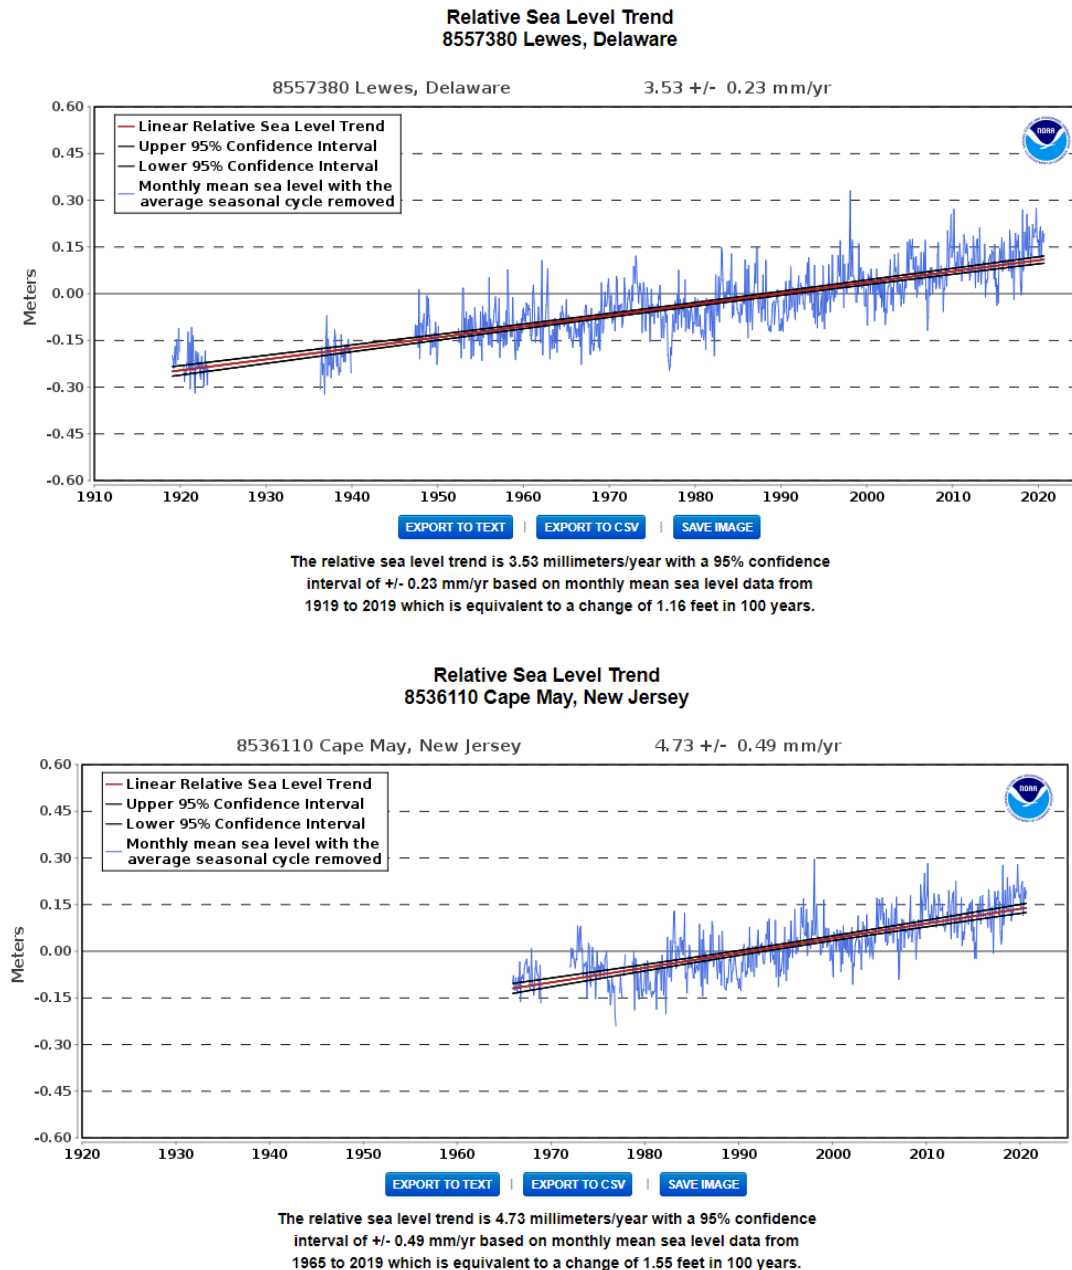 Relative Sea Level Trend
8557380 Lewes, Delaware
8557380 Lewes, Delaware 3.53 +/- 0.23 mm/yr
0.60
0.45
0.30
0.15
0.00
-0.15
-0.30
-0.45
-0.60
Meters
Linear Relative Sea Level Trend
Upper 95% Confidence Interval
Lower 95% Confidence Interval
Monthly mean sea level with the
average seasonal cycle removed
NOAA
1910 1920 1930 1940 1950 1960 1970 1980 1990 2000 2010 2020
EXPORT TO TEXT | EXPORT TO CSV | SAVE IMAGE
The relative sea level trend is 3.53 millimeters/year with a 95% confidence
interval of +/- 0.23 mm/yr based on monthly mean sea level data from
1919 to 2019 which is equivalent to a change of 1.16 feet in 100 years.
Relative Sea Level Trend
8536110 Cape May, New Jersey
8536110 Cape May, New Jersey 4.73 +/- 0.49 mm/yr
0.60
0.45
0.30
0.15
0.00
-0.15
-0.30
-0.45
-0.60
Meters
Linear Relative Sea Level Trend
Upper 95% Confidence Interval
Lower 95% Confidence Interval
Monthly mean sea level with the
average seasonal cycle removed
NOAA
1920 1930 1940 1950 1960 1970 1980 1990 2000 2010 2020
EXPORT TO TEXT | EXPORT TO CSV | SAVE IMAGE
The relative sea level trend is 4.73 millimeters/year with a 95% confidence
interval of +/- 0.49 mm/yr based on monthly mean sea level data from
1965 to 2019 which is equivalent to a change of 1.55 feet in 100 years.